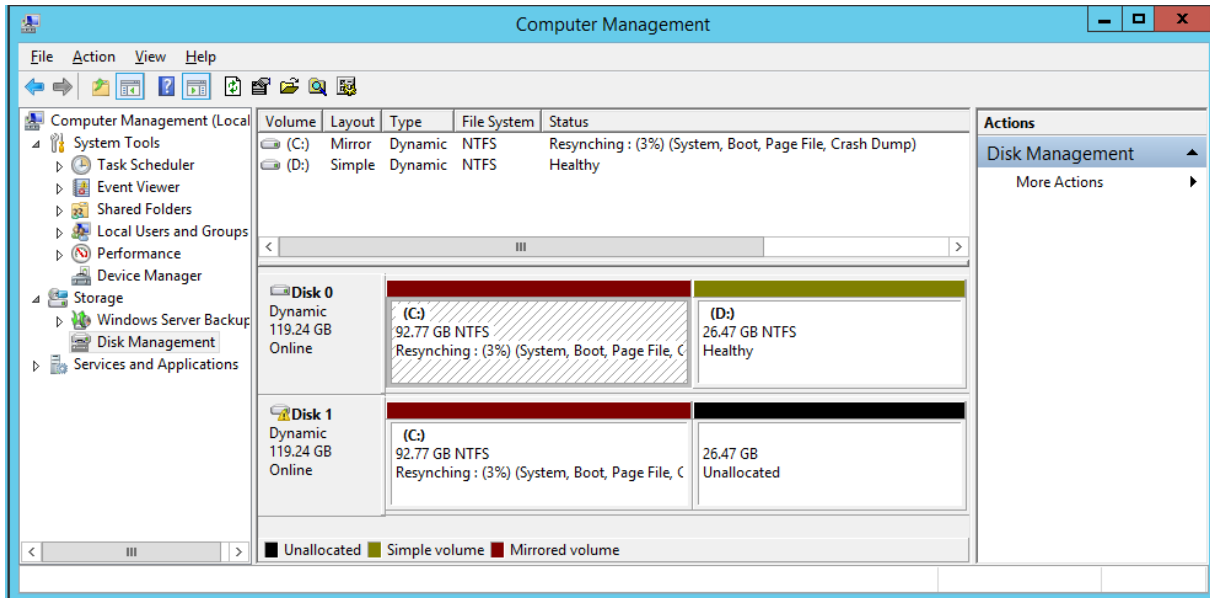 Computer Management
File Action View Help
Computer Management (Local
System Tools
Task Scheduler
Event Viewer
Shared Folders
Local Users and Groups
Performance
Device Manager
Storage
Windows Server Backup
Disk Management
Services and Applications
Volume Layout Type File System Status
(C:) Mirror Dynamic NTFS Resynching : (3%) (System, Boot, Page File, Crash Dump)
(D:) Simple Dynamic NTFS Healthy
Disk 0
Dynamic
119.24 GB
Online
(C:)
92.77 GB NTFS
Resynching : (3%) (System, Boot, Page File, C
(D:)
26.47 GB NTFS
Healthy
Disk 1
Dynamic
119.24 GB
Online
(C:)
92.77 GB NTFS
Resynching : (3%) (System, Boot, Page File, C
26.47 GB
Unallocated
Unallocated Simple volume Mirrored volume
Actions
Disk Management
More Actions